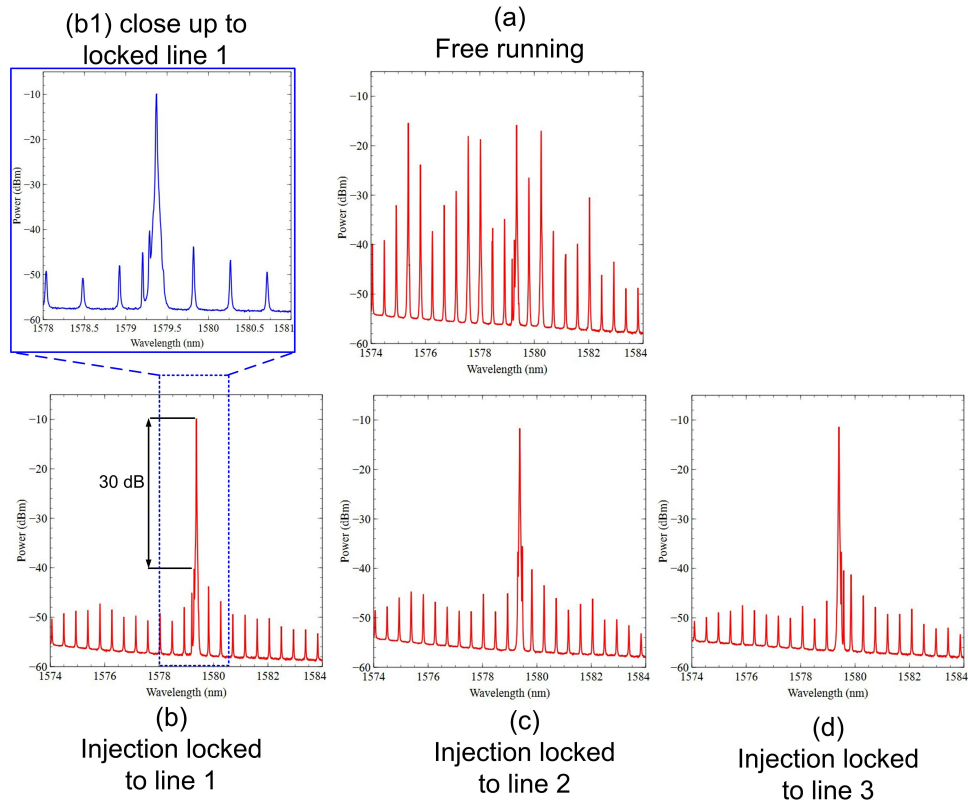 (b1) close up to
locked line 1
(a)
Free running
−10
−20
−30
−40
−50
−60
Power (dBm)
1578
1578.5
1579
1579.5
1580
1580.5
1581
Wavelength (nm)
−10
−20
−30
−40
−50
−60
Power (dBm)
1574
1576
1578
1580
1582
1584
Wavelength (nm)
−10
−20
−30
−40
−50
−60
Power (dBm)
30 dB
1574
1576
1578
1580
1582
1584
Wavelength (nm)
−10
−20
−30
−40
−50
−60
Power (dBm)
1574
1576
1578
1580
1582
1584
Wavelength (nm)
−10
−20
−30
−40
−50
−60
Power (dBm)
1574
1576
1578
1580
1582
1584
Wavelength (nm)
(b)
Injection locked
to line 1
(c)
Injection locked
to line 2
(d)
Injection locked
to line 3